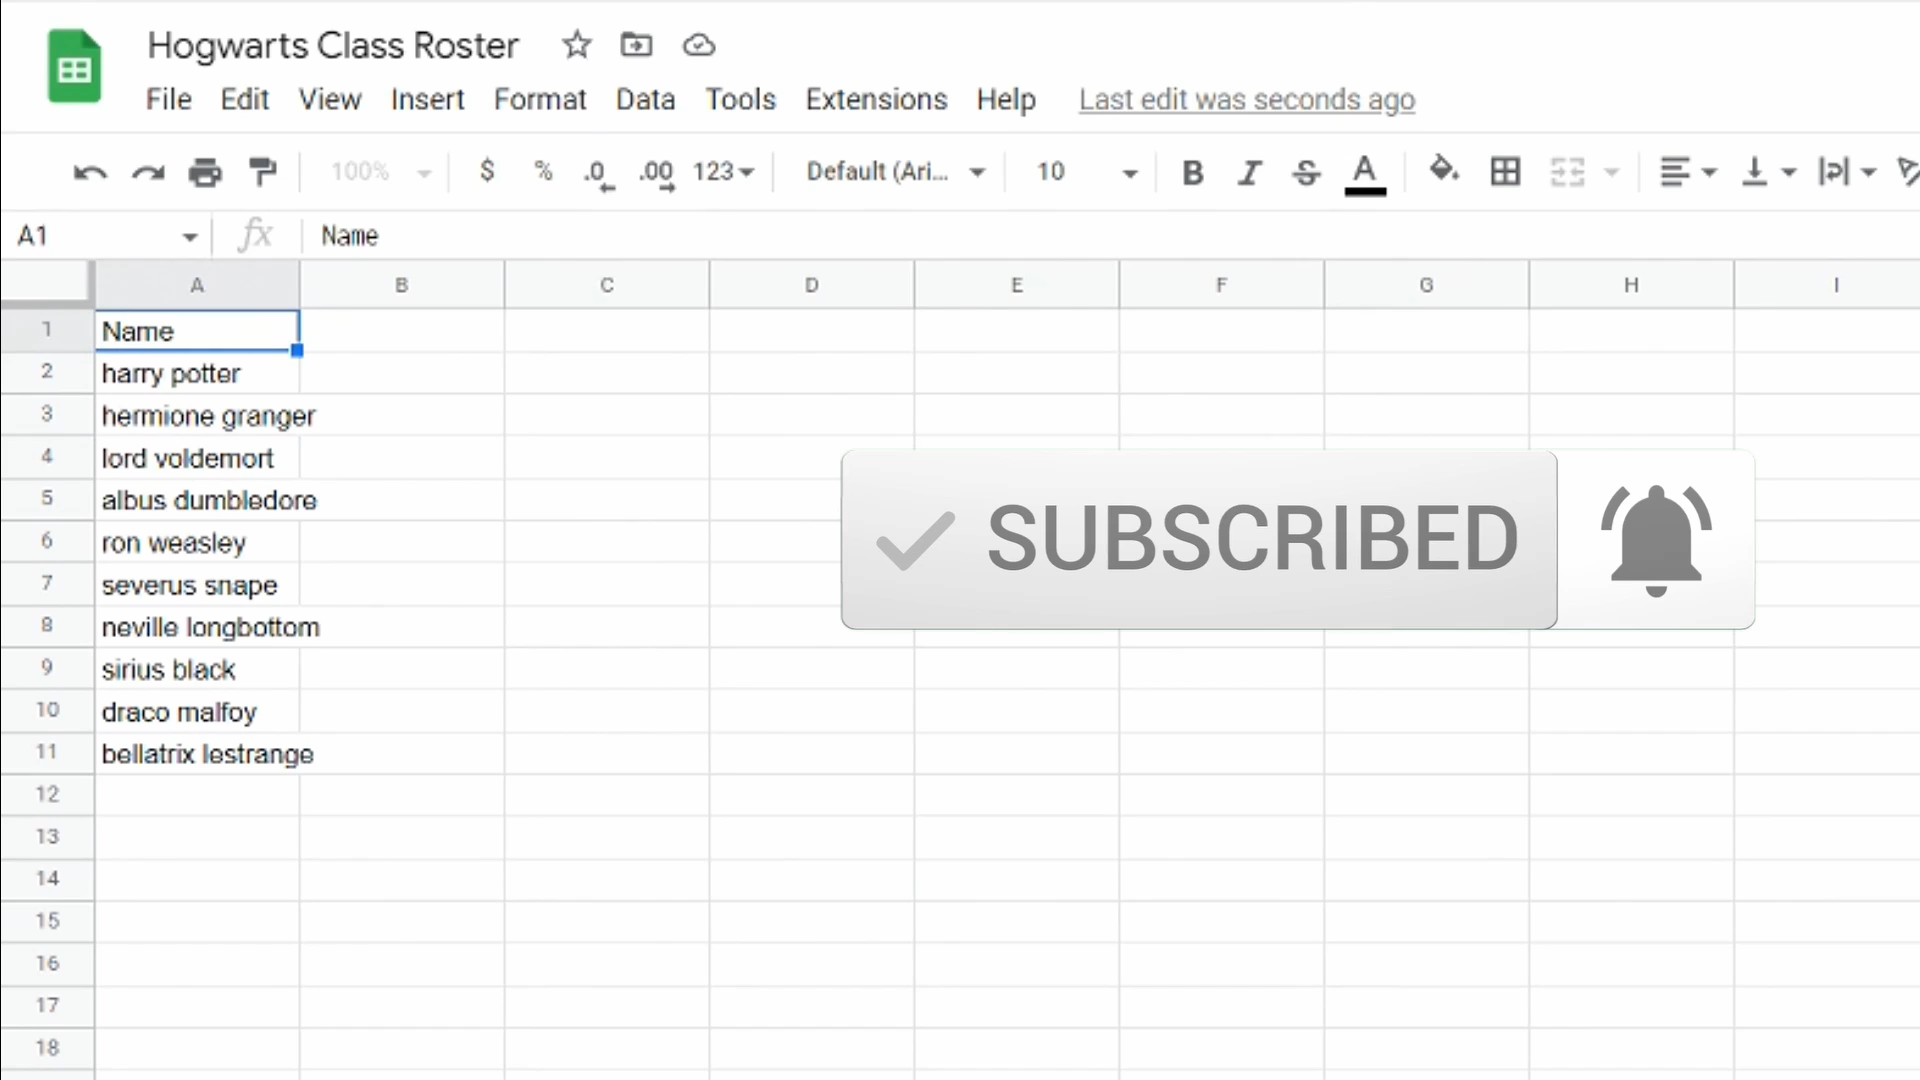 Hogwarts Class Roster
File Edit View Insert Format Data Tools Extensions Help Last edit was seconds ago
100% $ % .0 .00 123 Default (Ari... 10 B I S A
A1 fx Name
A B C D E F G H I
1 Name
2 harry potter
3 hermione granger
4 lord voldemort
5 albus dumbledore
6 ron weasley
7 severus snape
8 neville longbottom
9 sirius black
10 draco malfoy
11 bellatrix lestrange
12
13
14
15
16
17
18
SUBSCRIBED